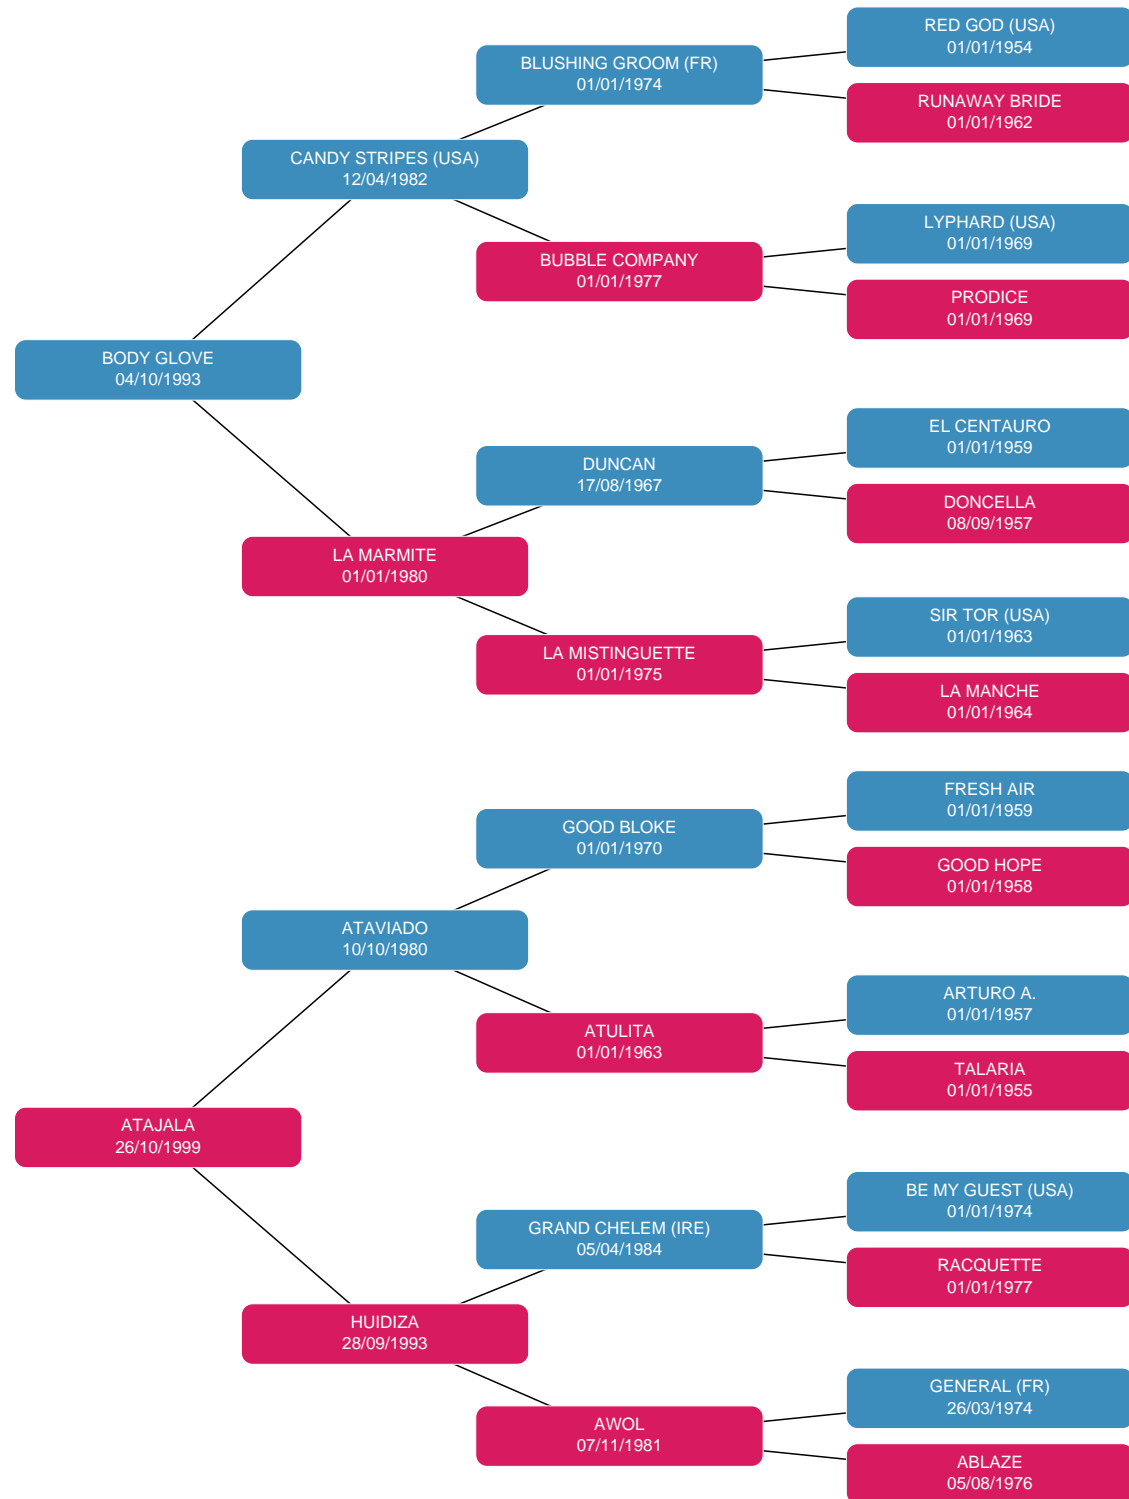 RED GOD (USA)
01/01/1954
BLUSHING GROOM (FR)
01/01/1974
RUNAWAY BRIDE
01/01/1962
CANDY STRIPES (USA)
12/04/1982
LYPHARD (USA)
01/01/1969
BUBBLE COMPANY
01/01/1977
PRODICE
01/01/1969
BODY GLOVE
04/10/1993
EL CENTAURO
01/01/1959
DUNCAN
17/08/1967
DONCELLA
08/09/1957
LA MARMITE
01/01/1980
SIR TOR (USA)
01/01/1963
LA MISTINGUETTE
01/01/1975
LA MANCHE
01/01/1964
FRESH AIR
01/01/1959
GOOD BLOKE
01/01/1970
GOOD HOPE
01/01/1958
ATAVIADO
10/10/1980
ARTURO A.
01/01/1957
ATULITA
01/01/1963
TALARIA
01/01/1955
ATAJALA
26/10/1999
BE MY GUEST (USA)
01/01/1974
GRAND CHELEM (IRE)
05/04/1984
RACQUETTE
01/01/1977
HUIDIZA
28/09/1993
GENERAL (FR)
26/03/1974
AWOL
07/11/1981
ABLAZE
05/08/1976